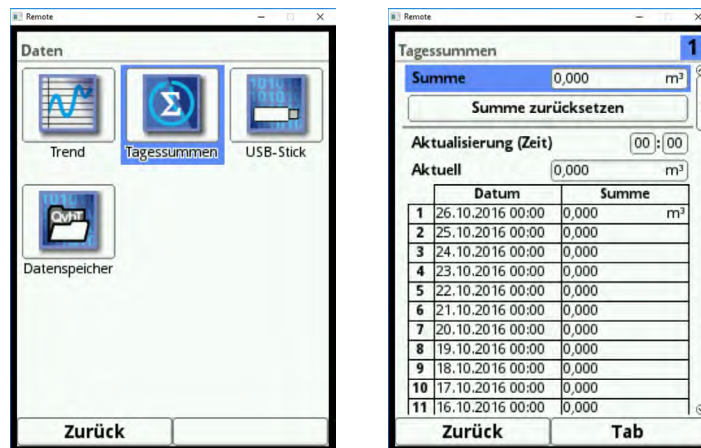 Remote
Daten
Trend
Tagessummen
USB-Stick
QvhT
Datenspeicher
Zurück
Remote
Tagessummen 1
Summe 0,000 m³
Summe zurücksetzen
Aktualisierung (Zeit) 00:00
Aktuell 0,000 m³
Datum Summe
1 26.10.2016 00:00 0,000 m³
2 25.10.2016 00:00 0,000
3 24.10.2016 00:00 0,000
4 23.10.2016 00:00 0,000
5 22.10.2016 00:00 0,000
6 21.10.2016 00:00 0,000
7 20.10.2016 00:00 0,000
8 19.10.2016 00:00 0,000
9 18.10.2016 00:00 0,000
10 17.10.2016 00:00 0,000
11 16.10.2016 00:00 0,000
Zurück Tab